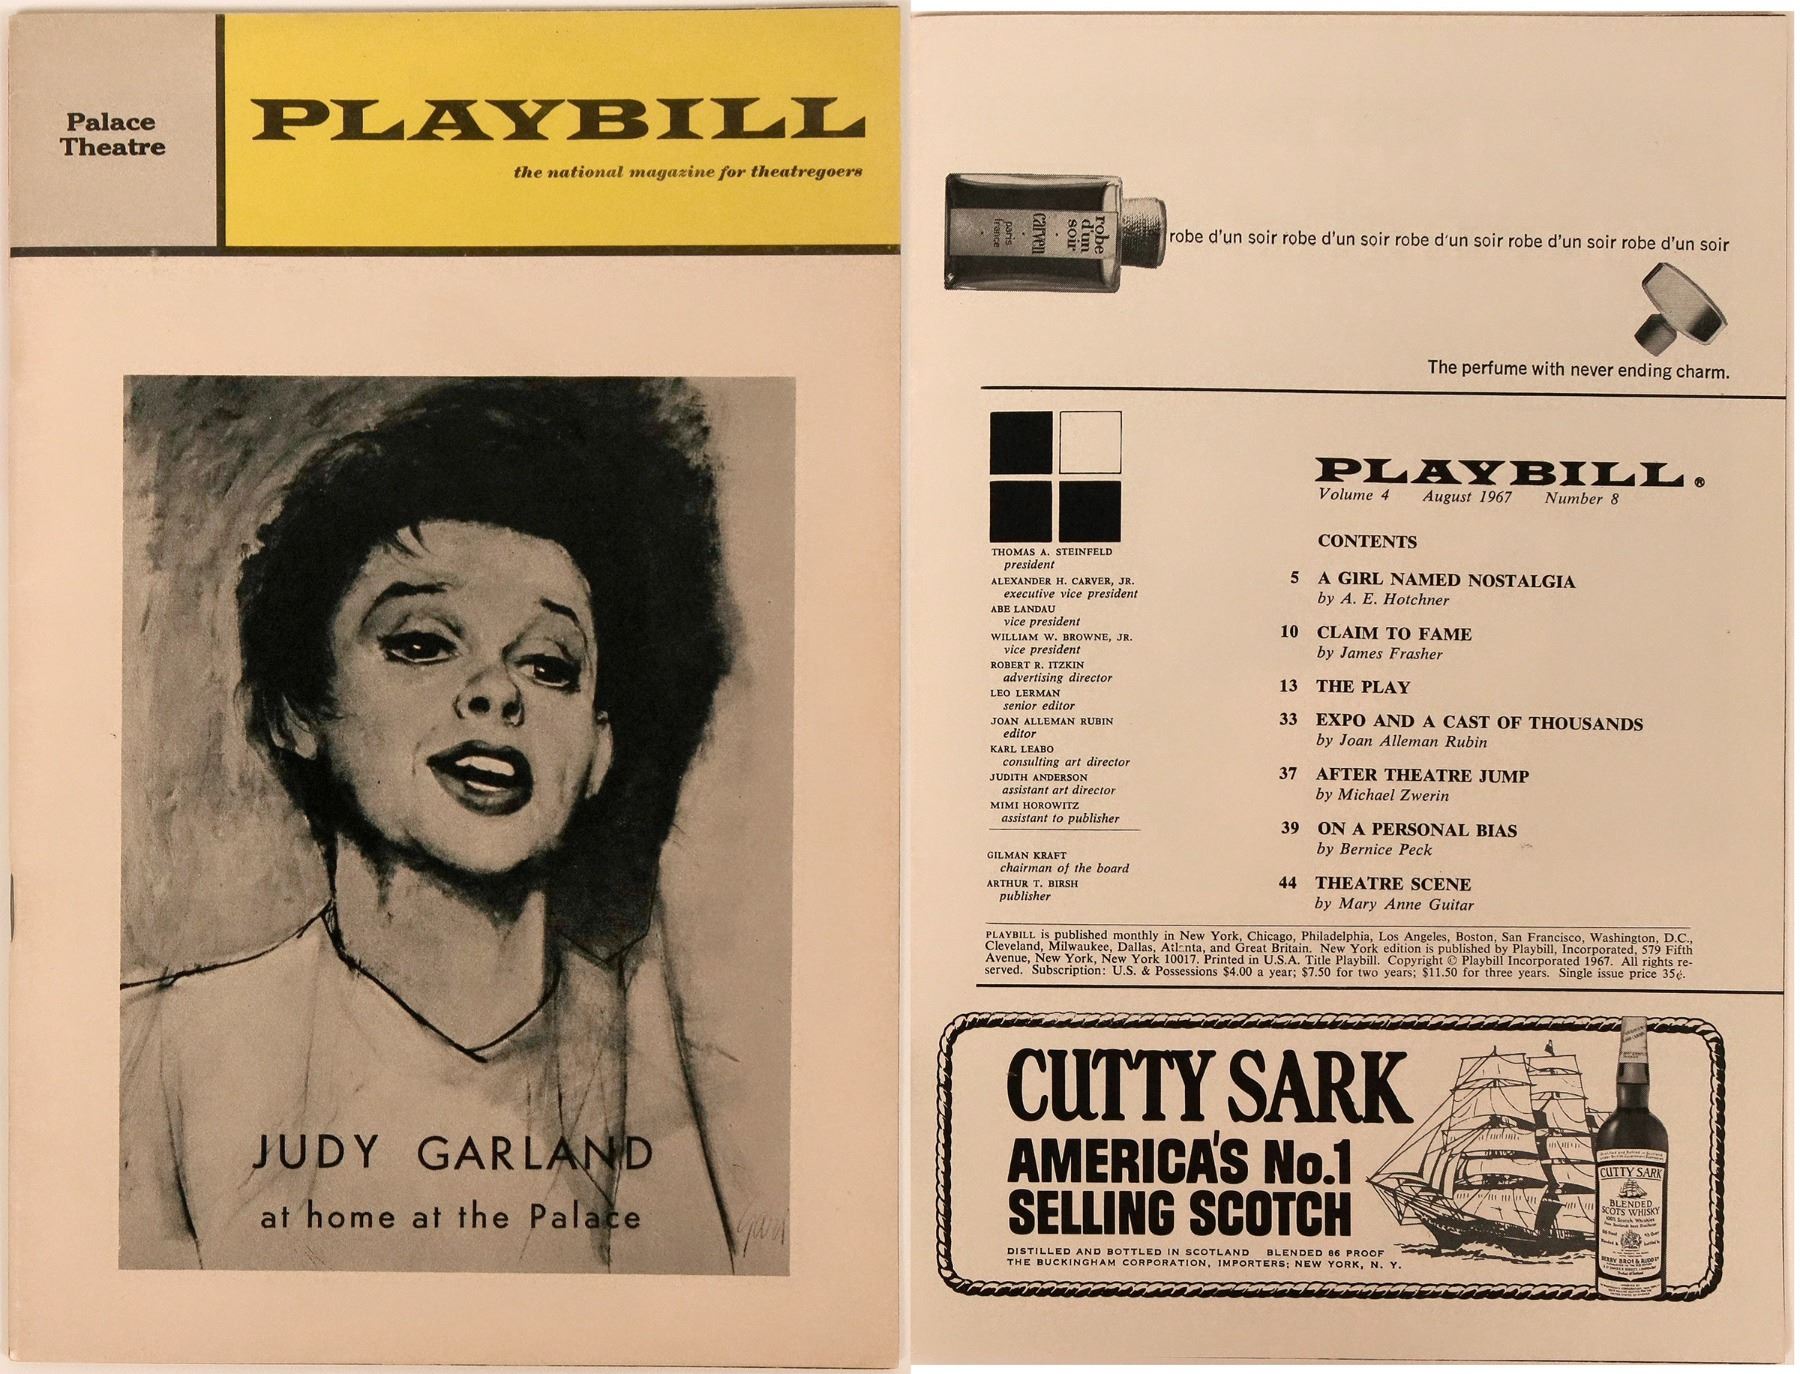 Palace
Theatre
PLAYBILL
the national magazine for theatregoers
JUDY GARLAND
at home at the Palace
robe
d'un
soir
carven
paris
france
robe d'un soir robe d'un soir robe d'un soir robe d'un soir robe d'un soir
The perfume with never ending charm.
THOMAS A. STEINFELD
president
ALEXANDER H. CARVER, JR.
executive vice president
ABE LANDAU
vice president
WILLIAM W. BROWNE, JR.
vice president
ROBERT R. ITZKIN
advertising director
LEO LERMAN
senior editor
JOAN ALLEMAN RUBIN
editor
KARL LEABO
consulting art director
JUDITH ANDERSON
assistant art director
MIMI HOROWITZ
assistant to publisher
GILMAN KRAFT
chairman of the board
ARTHUR T. BIRSH
publisher
PLAYBILL®
Volume 4 August 1967 Number 8
CONTENTS
5 A GIRL NAMED NOSTALGIA
by A. E. Hotchner
10 CLAIM TO FAME
by James Frasher
13 THE PLAY
33 EXPO AND A CAST OF THOUSANDS
by Joan Alleman Rubin
37 AFTER THEATRE JUMP
by Michael Zwerin
39 ON A PERSONAL BIAS
by Bernice Peck
44 THEATRE SCENE
by Mary Anne Guitar
PLAYBILL is published monthly in New York, Chicago, Philadelphia, Los Angeles, Boston, San Francisco, Washington, D.C.,
Cleveland, Milwaukee, Dallas, Atlanta, and Great Britain. New York edition is published by Playbill, Incorporated, 579 Fifth
Avenue, New York, New York 10017. Printed in U.S.A. Title Playbill. Copyright © Playbill Incorporated 1967. All rights re-
served. Subscription: U.S. & Possessions $4.00 a year; $7.50 for two years; $11.50 for three years. Single issue price 35¢.
CUTTY SARK
AMERICA'S No.1
SELLING SCOTCH
DISTILLED AND BOTTLED IN SCOTLAND BLENDED 86 PROOF
THE BUCKINGHAM CORPORATION, IMPORTERS; NEW YORK, N. Y.
CUTTY SARK
BLENDED
SCOTS WHISKY
BERRY BROS & RUDD